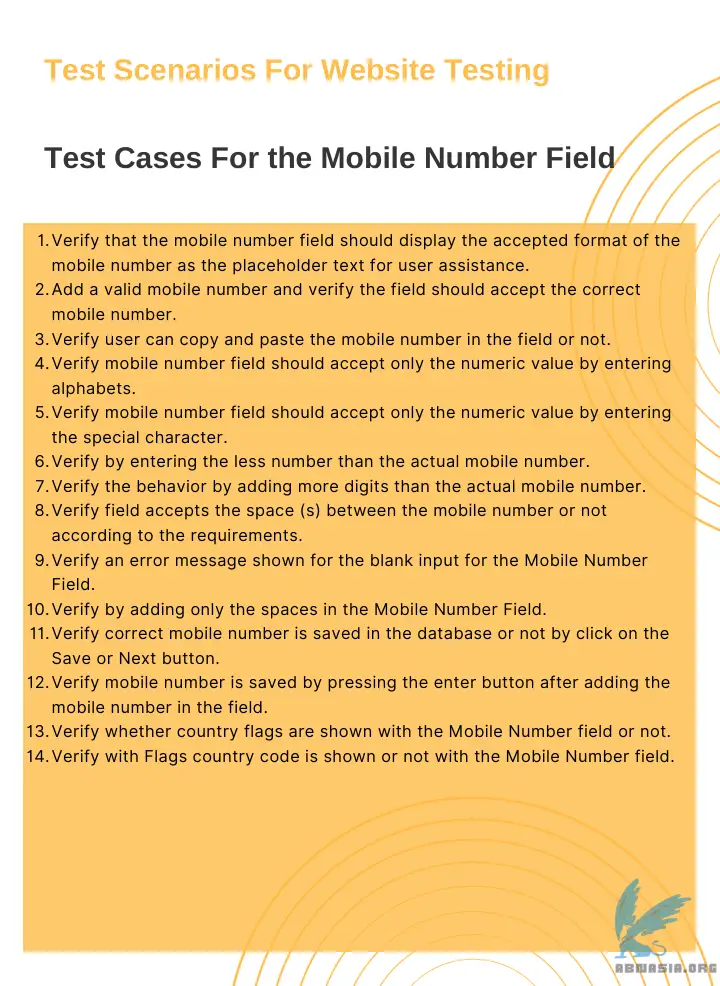 Test Scenarios For Website Testing
Test Cases For the Mobile Number Field
1. Verify that the mobile number field should display the accepted format of the
mobile number as the placeholder text for user assistance.
2. Add a valid mobile number and verify the field should accept the correct
mobile number.
3. Verify user can copy and paste the mobile number in the field or not.
4. Verify mobile number field should accept only the numeric value by entering
alphabets.
5. Verify mobile number field should accept only the numeric value by entering
the special character.
6. Verify by entering the less number than the actual mobile number.
7. Verify the behavior by adding more digits than the actual mobile number.
8. Verify field accepts the space (s) between the mobile number or not
according to the requirements.
9. Verify an error message shown for the blank input for the Mobile Number
Field.
10. Verify by adding only the spaces in the Mobile Number Field.
11. Verify correct mobile number is saved in the database or not by click on the
Save or Next button.
12. Verify mobile number is saved by pressing the enter button after adding the
mobile number in the field.
13. Verify whether country flags are shown with the Mobile Number field or not.
14. Verify with Flags country code is shown or not with the Mobile Number field.
ABNASIA.ORG